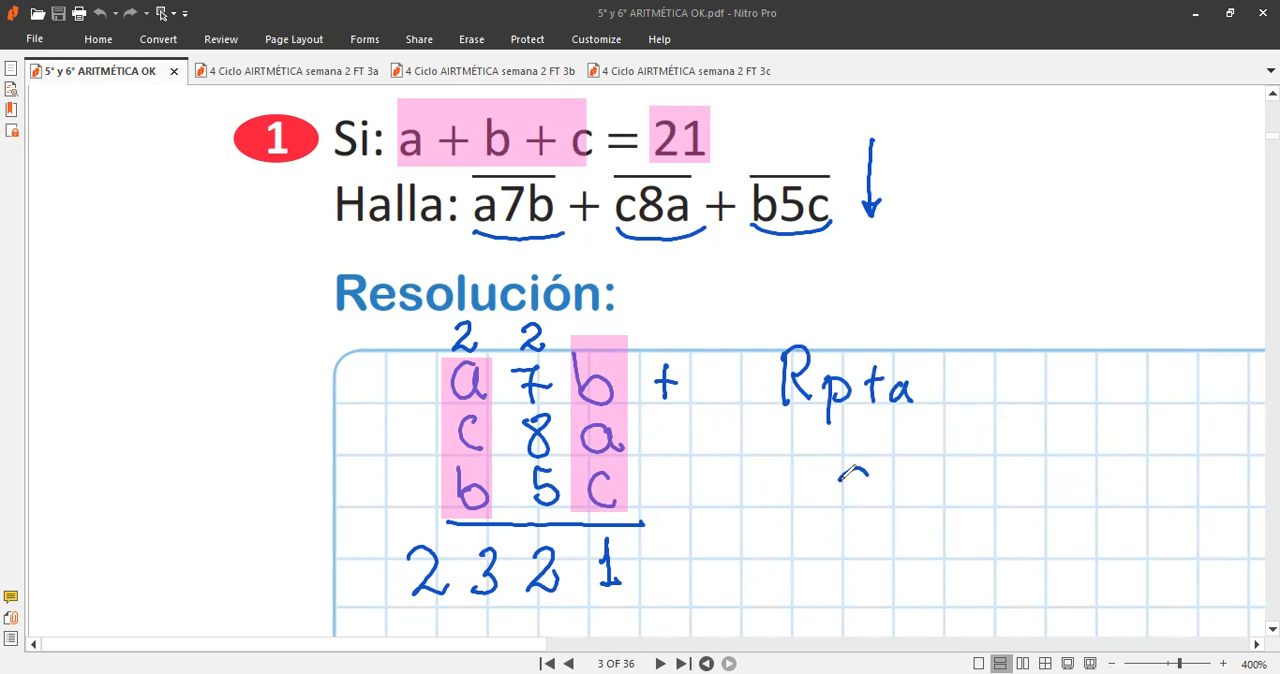 5° y 6° ARITMÉTICA OK.pdf - Nitro Pro
File Home Convert Review Page Layout Forms Share Erase Protect Customize Help
5° y 6° ARITMÉTICA OK 4 Ciclo AIRTMÉTICA semana 2 FT 3a 4 Ciclo AIRTMÉTICA semana 2 FT 3b 4 Ciclo AIRTMÉTICA semana 2 FT 3c
1 Si: a + b + c = 21
Halla: a7b + c8a + b5c
Resolución:
2 2
a 7 b + Rpta
c 8 a
b 5 c
2 3 2 1
3 OF 36 400%